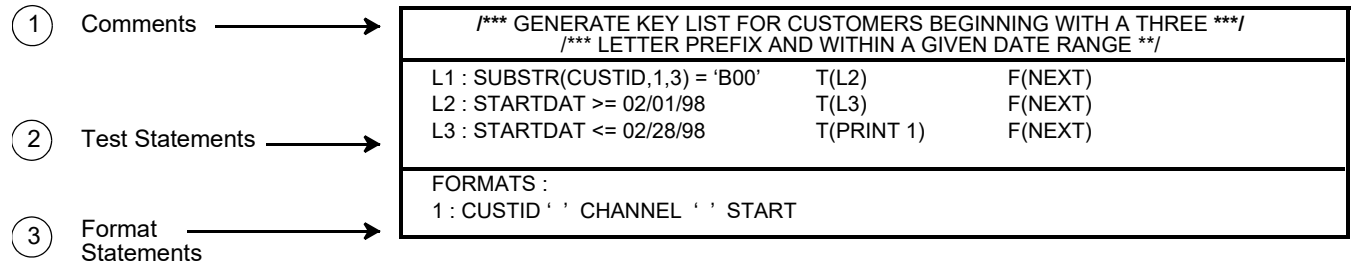 1 Comments
/*** GENERATE KEY LIST FOR CUSTOMERS BEGINNING WITH A THREE ***/
/*** LETTER PREFIX AND WITHIN A GIVEN DATE RANGE **/
L1 : SUBSTR(CUSTID,1,3) = ‘B00’ T(L2) F(NEXT)
L2 : STARTDAT >= 02/01/98 T(L3) F(NEXT)
2 Test Statements
L3 : STARTDAT <= 02/28/98 T(PRINT 1) F(NEXT)
FORMATS :
1 : CUSTID ‘ ’ CHANNEL ‘ ’ START
3 Format
Statements